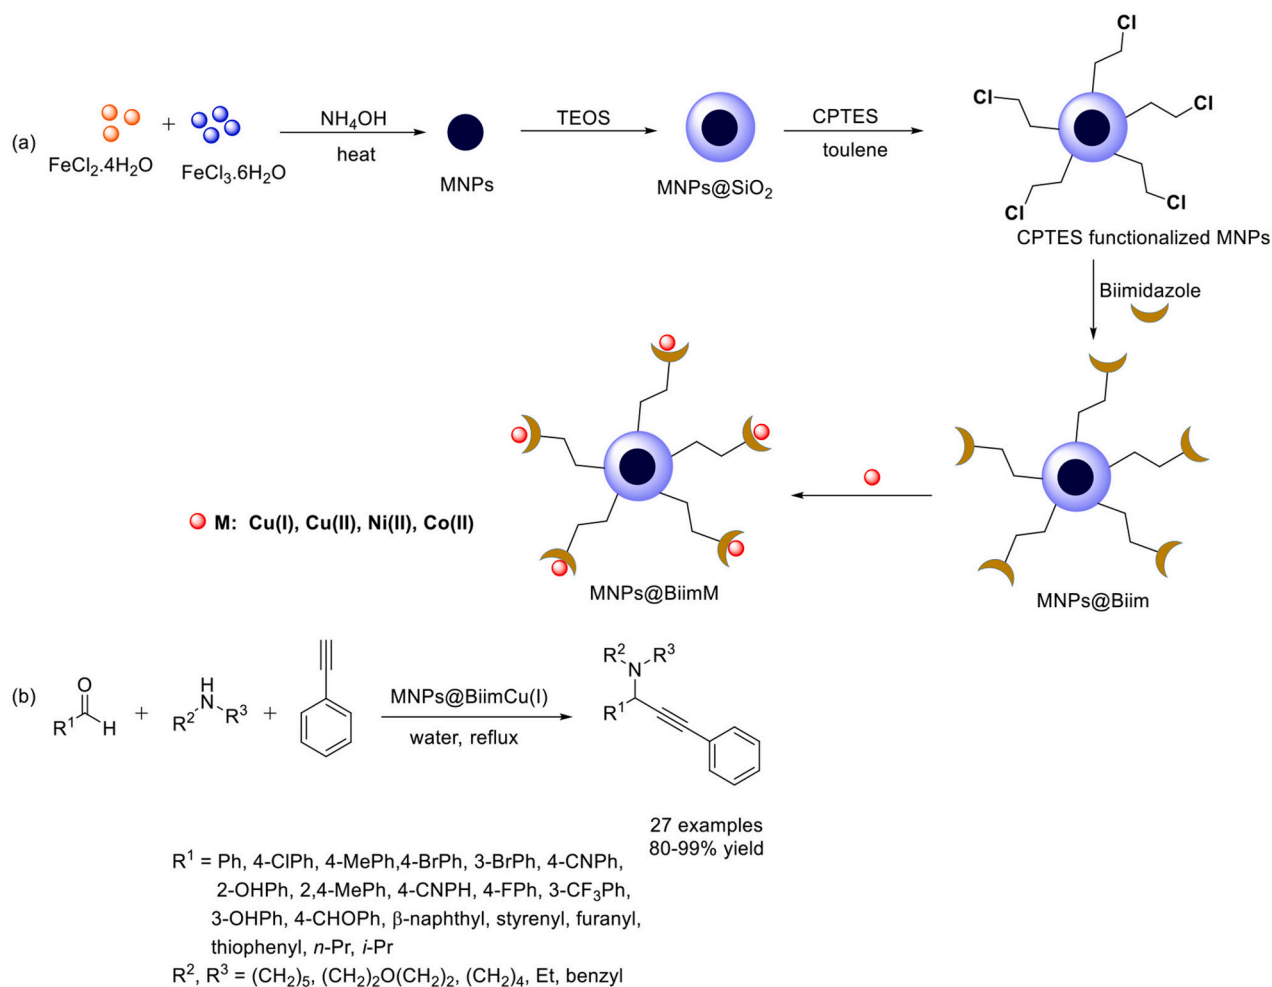 (a)
FeCl2.4H2O
+
FeCl3.6H2O
NH4OH
heat
MNPs
TEOS
MNPs@SiO2
CPTES
toulene
Cl
Cl
Cl
Cl
Cl
CPTES functionalized MNPs
Biimidazole
MNPs@Biim
M: Cu(I), Cu(II), Ni(II), Co(II)
MNPs@BiimM
(b)
O
R1
H
+
H
N
R2
R3
+
MNPs@BiimCu(I)
water, reflux
R2
R3
N
R1
27 examples
80-99% yield
R1 = Ph, 4-ClPh, 4-MePh,4-BrPh, 3-BrPh, 4-CNPh,
2-OHPh, 2,4-MePh, 4-CNPH, 4-FPh, 3-CF3Ph,
3-OHPh, 4-CHOPh, β-naphthyl, styrenyl, furanyl,
thiophenyl, n-Pr, i-Pr
R2, R3 = (CH2)5, (CH2)2O(CH2)2, (CH2)4, Et, benzyl